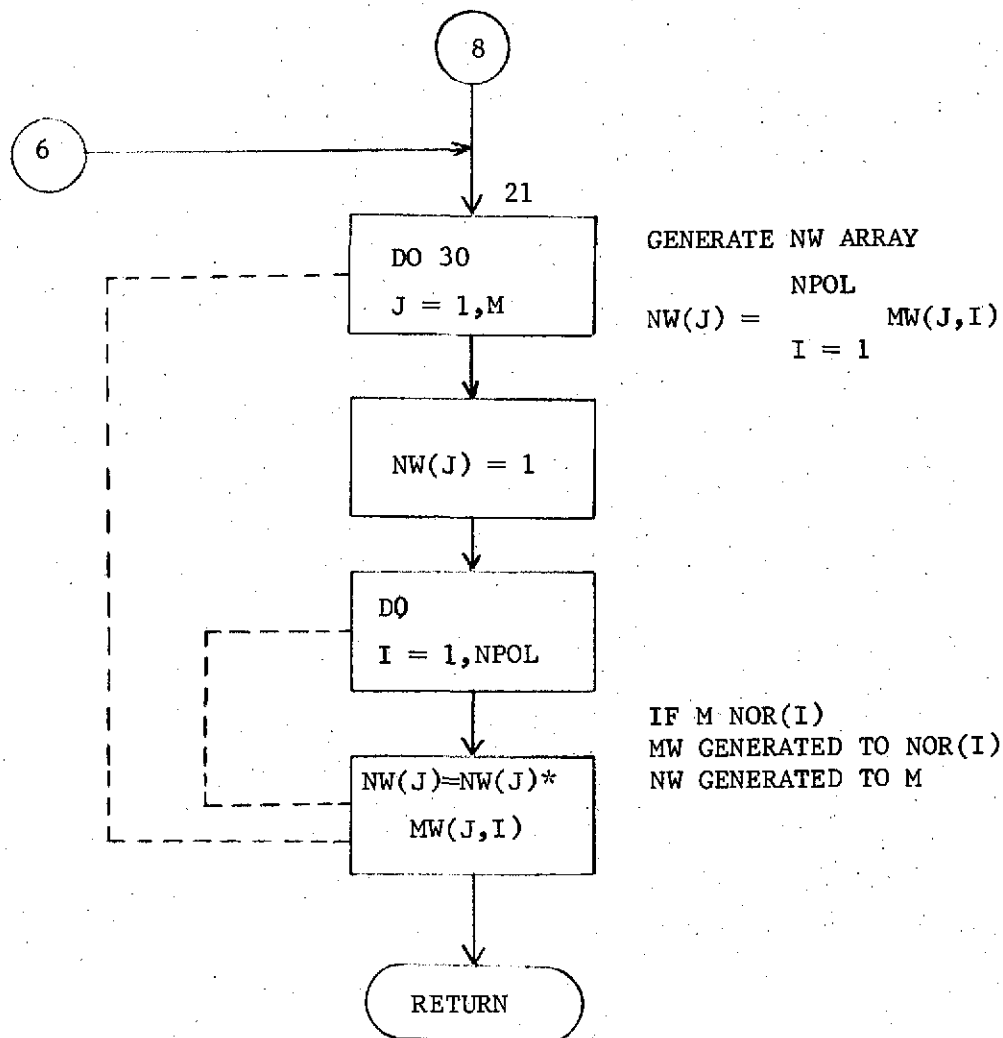 8
6
21
DO 30
J = 1,M
GENERATE NW ARRAY
NPOL
NW(J) = MW(J,I)
I = 1
NW(J) = 1
DO
I = 1,NPOL
IF M NOR(I)
MW GENERATED TO NOR(I)
NW GENERATED TO M
NW(J)=NW(J)*
MW(J,I)
RETURN